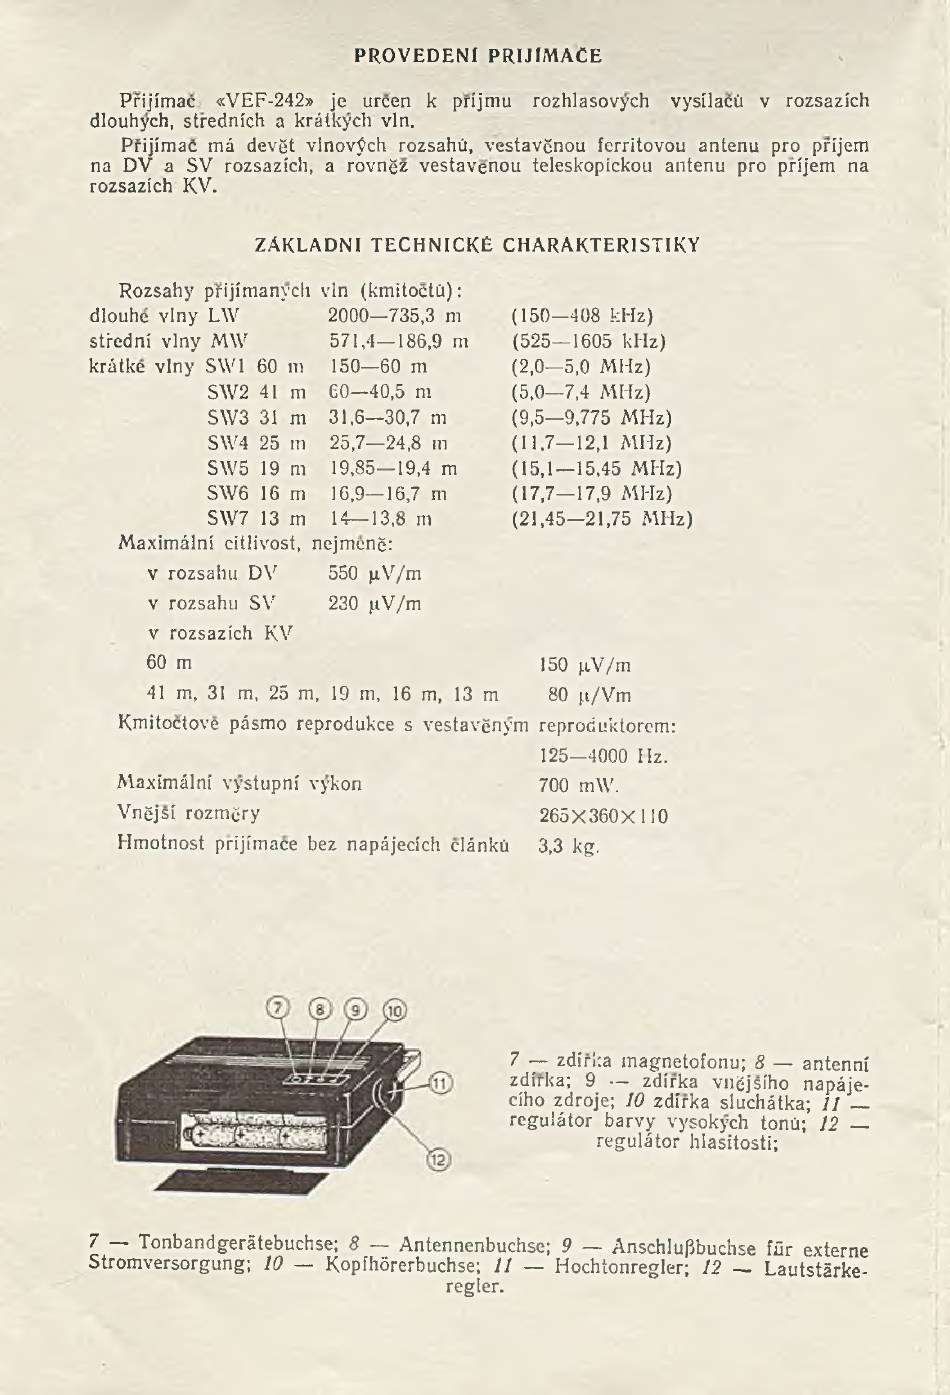 PROVEDENÍ PRIJÍMAČE
Přijímač «VEF-242» je určen k příjmu rozhlasových vysílačů v rozsazích
dlouhých, středních a krátkých vln.
Přijímač má devět vlnových rozsahů, vestavěnou ferritovou antenu pro příjem
na DV a SV rozsazích, a rovněž vestavěnou teleskopickou antenu pro příjem na
rozsazích KV.
ZÁKLADNI TECHNICKÉ CHARAKTERISTIKY
Rozsahy přijímaných vln (kmitočtů):
dlouhé vlny LW 2000—735,3 m (150—408 kHz)
střední vlny MW 571,4—186,9 m (525—1605 kHz)
krátké vlny SW1 60 m 150—60 m (2,0—5,0 MHz)
SW2 41 m 60—40,5 m (5,0—7,4 MHz)
SW3 31 m 31,6—30,7 m (9,5—9,775 MHz)
SW4 25 m 25,7—24,8 m (11,7—12,1 MHz)
SW5 19 m 19,85—19,4 m (15,1—15,45 MHz)
SW6 16 m 16,9—16,7 m (17,7—17,9 MHz)
SW7 13 m 14—13,8 m (21,45—21,75 MHz)
Maximální citlivost, nejméně:
v rozsahu DV 550 µV/m
v rozsahu SV 230 µV/m
v rozsazích KV
60 m 150 µV/m
41 m, 31 m, 25 m, 19 m, 16 m, 13 m 80 µ/Vm
Kmitočtové pásmo reprodukce s vestavěným reproduktorem:
125—4000 Hz.
Maximální výstupní výkon 700 mW.
Vnější rozměry 265×360×110
Hmotnost přijímače bez napájecích článků 3,3 kg.
7 8 9 10
11
12
7 — zdířka magnetofonu; 8 — antenní
zdířka; 9 — zdířka vnějšího napáje-
cího zdroje; 10 zdířka sluchátka; 11 —
regulátor barvy vysokých tonů; 12 —
regulátor hlasitosti;
7 — Tonbandgerätebuchse; 8 — Antennenbuchse; 9 — Anschlußbuchse für externe
Stromversorgung; 10 — Kopfhörerbuchse; 11 — Hochtonregler; 12 — Lautstärke-
regler.